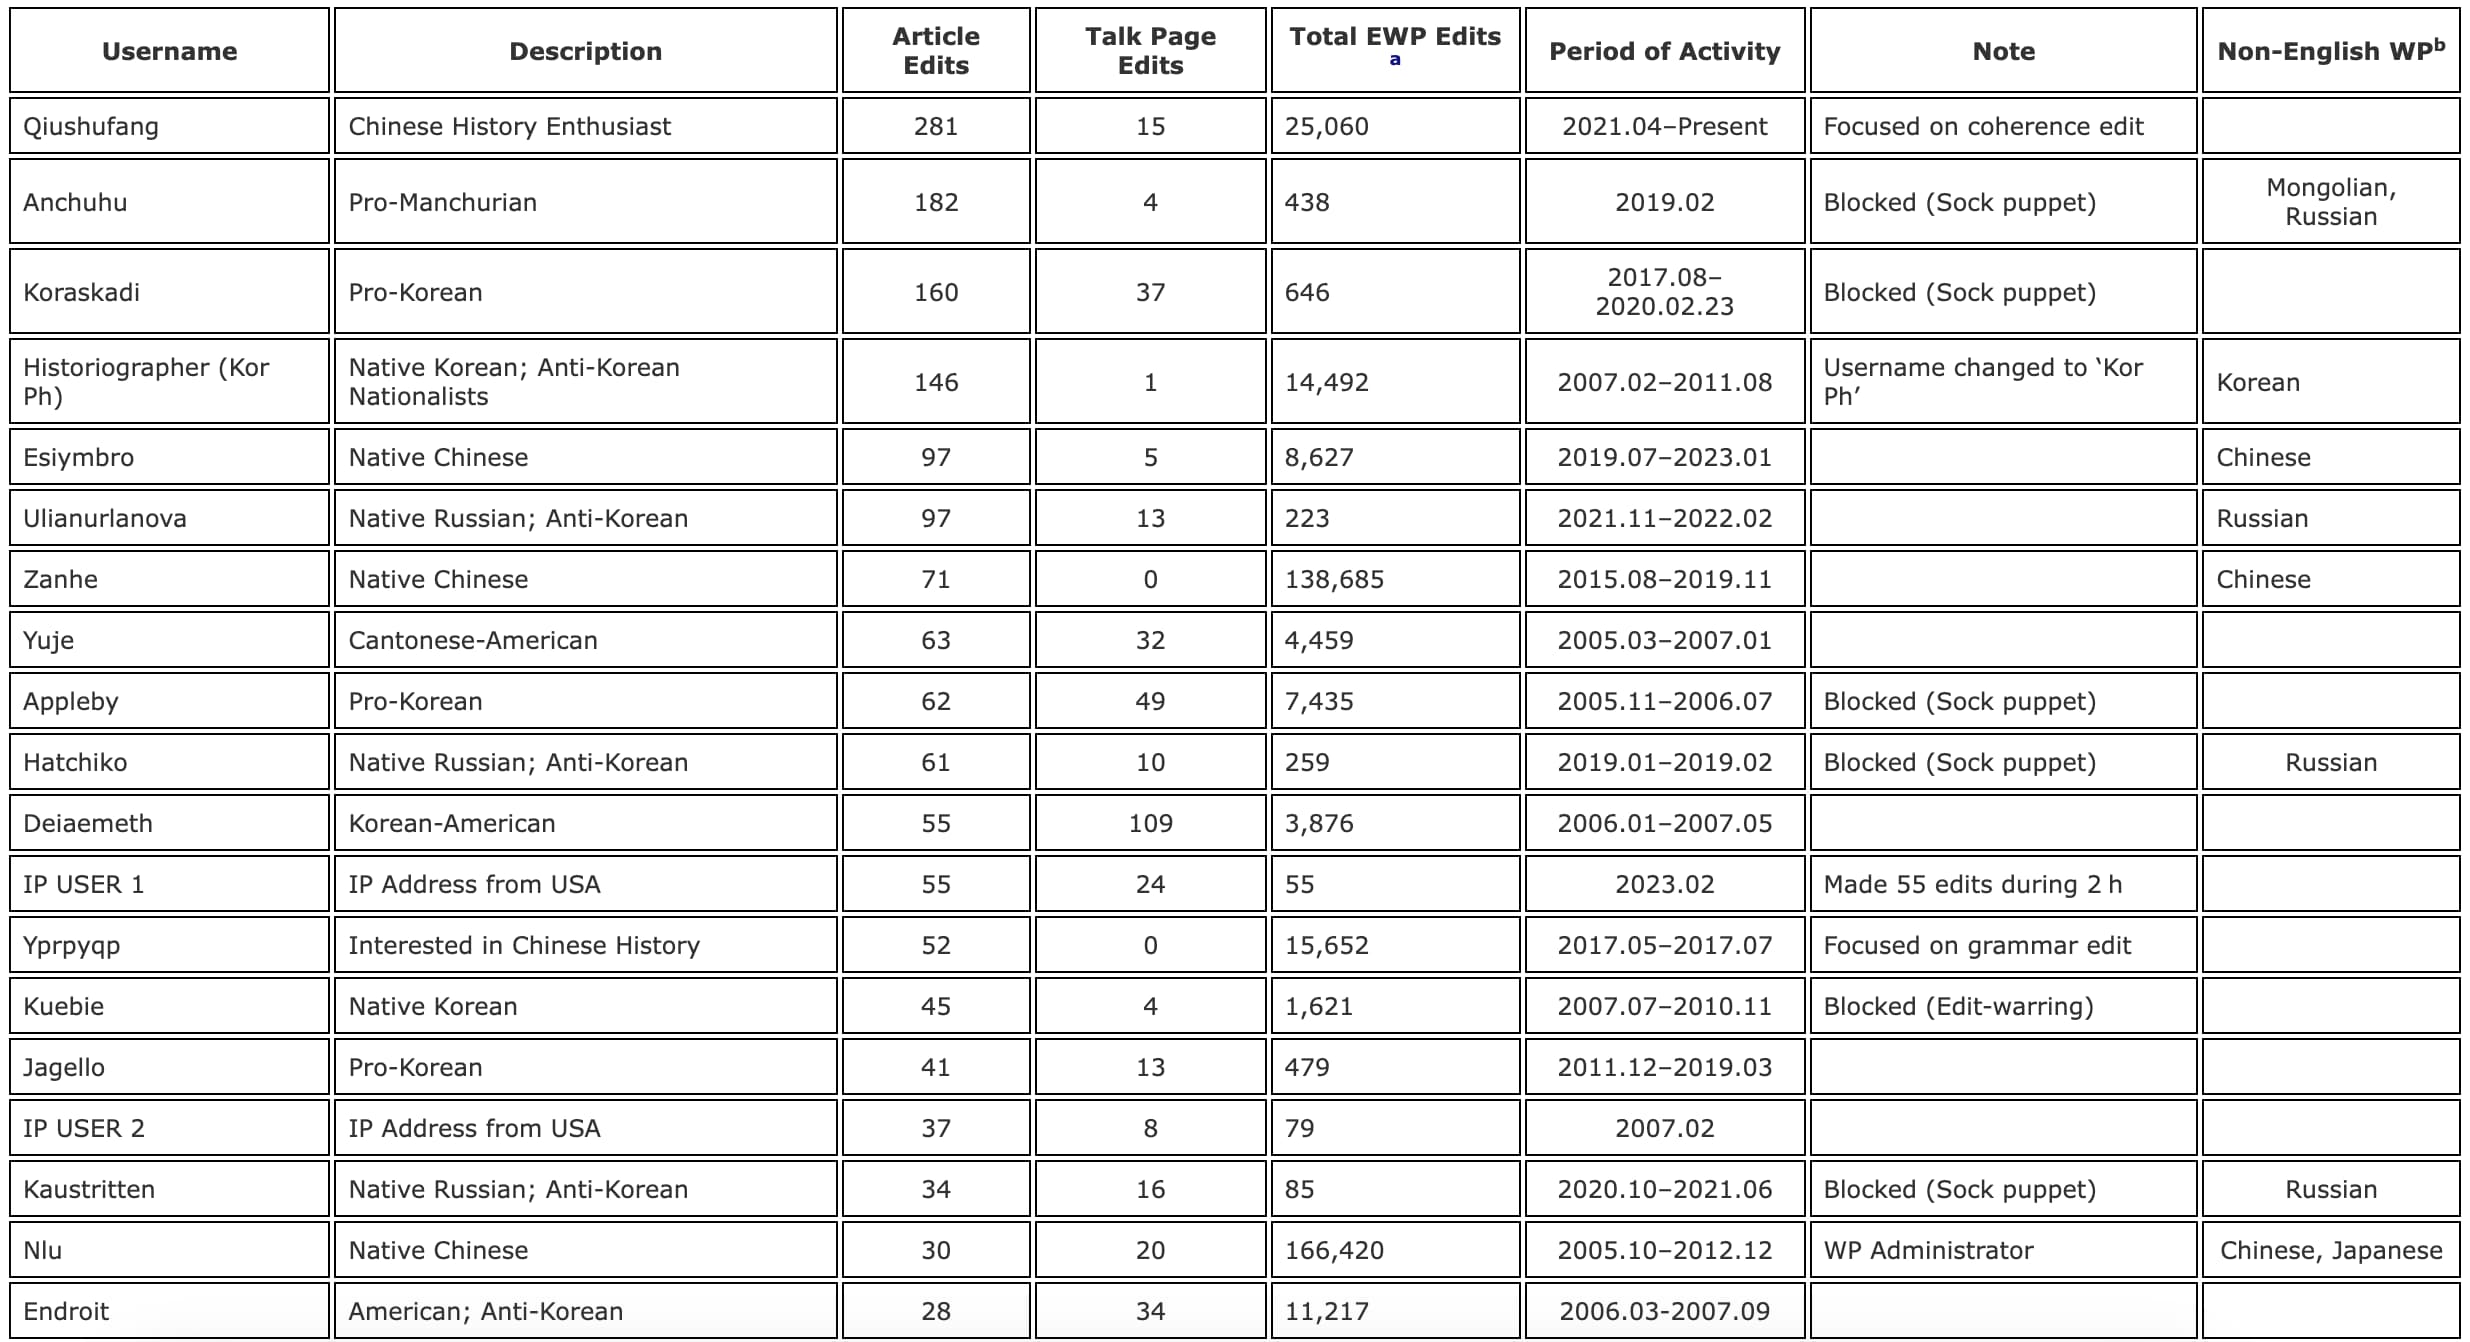 Username Description Article Edits Talk Page Edits Total EWP Edits a Period of Activity Note Non-English WPb
Qiushufang Chinese History Enthusiast 281 15 25,060 2021.04–Present Focused on coherence edit
Anchuhu Pro-Manchurian 182 4 438 2019.02 Blocked (Sock puppet) Mongolian, Russian
Koraskadi Pro-Korean 160 37 646 2017.08–2020.02.23 Blocked (Sock puppet)
Historiographer (Kor Ph) Native Korean; Anti-Korean Nationalists 146 1 14,492 2007.02–2011.08 Username changed to ‘Kor Ph’ Korean
Esiymbro Native Chinese 97 5 8,627 2019.07–2023.01 Chinese
Ulianurlanova Native Russian; Anti-Korean 97 13 223 2021.11–2022.02 Russian
Zanhe Native Chinese 71 0 138,685 2015.08–2019.11 Chinese
Yuje Cantonese-American 63 32 4,459 2005.03–2007.01
Appleby Pro-Korean 62 49 7,435 2005.11–2006.07 Blocked (Sock puppet)
Hatchiko Native Russian; Anti-Korean 61 10 259 2019.01–2019.02 Blocked (Sock puppet) Russian
Deiaemeth Korean-American 55 109 3,876 2006.01–2007.05
IP USER 1 IP Address from USA 55 24 55 2023.02 Made 55 edits during 2 h
Yprpyqp Interested in Chinese History 52 0 15,652 2017.05–2017.07 Focused on grammar edit
Kuebie Native Korean 45 4 1,621 2007.07–2010.11 Blocked (Edit-warring)
Jagello Pro-Korean 41 13 479 2011.12–2019.03
IP USER 2 IP Address from USA 37 8 79 2007.02
Kaustritten Native Russian; Anti-Korean 34 16 85 2020.10–2021.06 Blocked (Sock puppet) Russian
Nlu Native Chinese 30 20 166,420 2005.10–2012.12 WP Administrator Chinese, Japanese
Endroit American; Anti-Korean 28 34 11,217 2006.03-2007.09